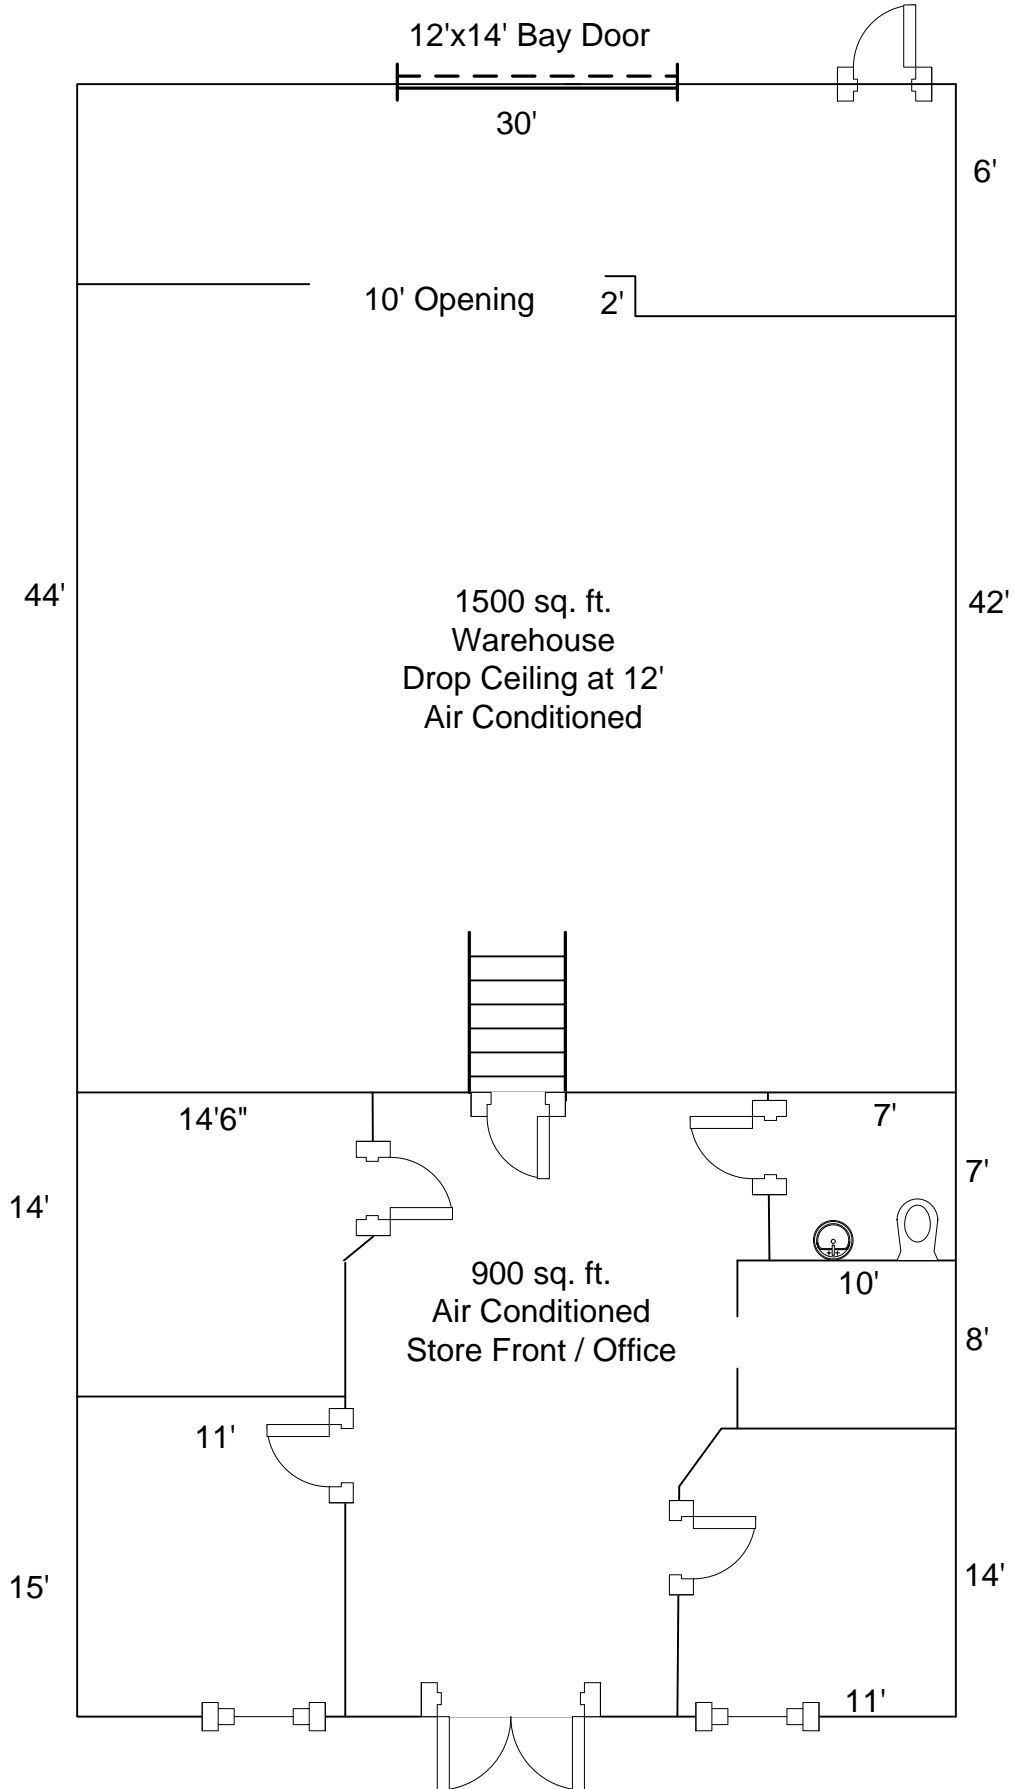 12'x14' Bay Door
30'
6'
10' Opening
2'
44'
42'
1500 sq. ft.
Warehouse
Drop Ceiling at 12'
Air Conditioned
14'6"
7'
7'
14'
900 sq. ft.
Air Conditioned
Store Front / Office
10'
8'
11'
15'
14'
11'